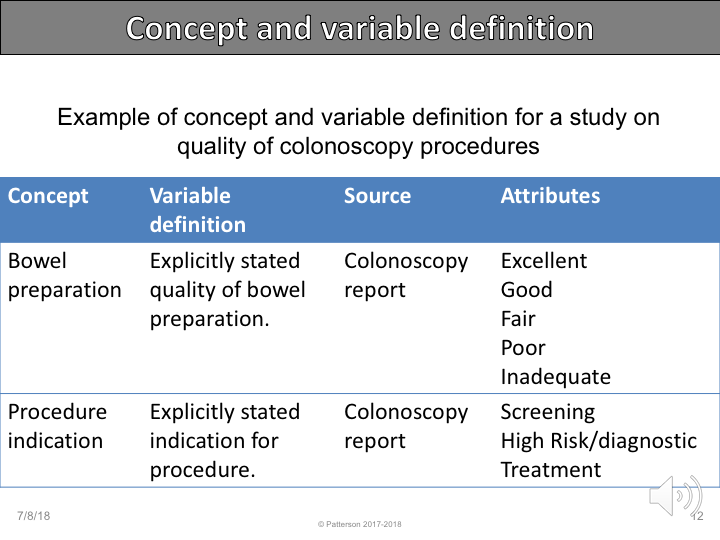 Concept and variable definition
Example of concept and variable definition for a study on
quality of colonoscopy procedures
Concept
Variable
definition
Source
Attributes
Bowel
preparation
Explicitly stated
quality of bowel
preparation.
Colonoscopy
report
Excellent
Good
Fair
Poor
Inadequate
Procedure
indication
Explicitly stated
indication for
procedure.
Colonoscopy
report
Screening
High Risk/diagnostic
Treatment
7/8/18
© Patterson 2017-2018
12